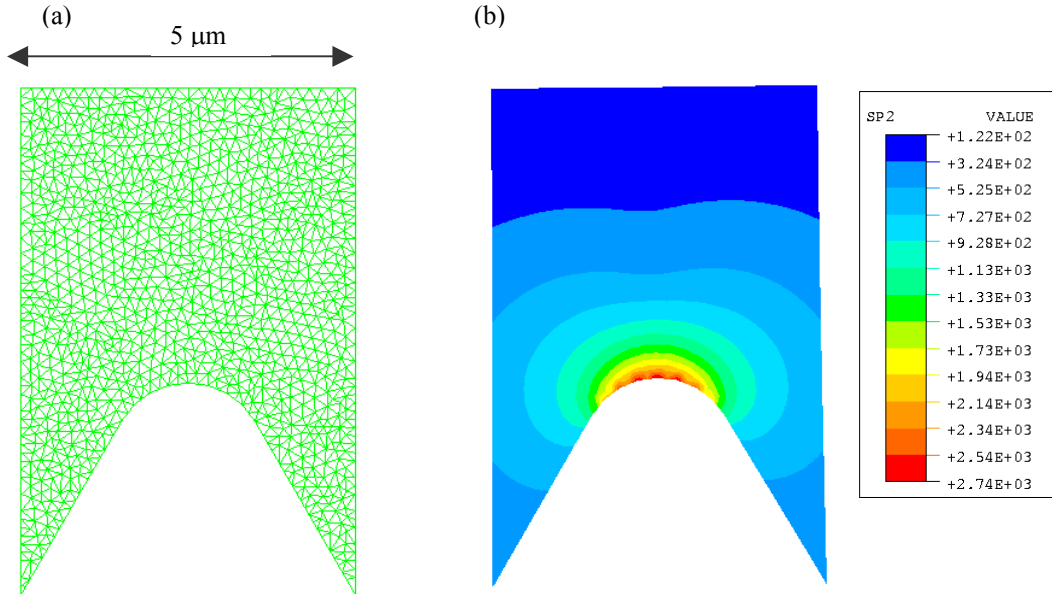 (a)
(b)
5 μm
SP2 VALUE
+1.22E+02
+3.24E+02
+5.25E+02
+7.27E+02
+9.28E+02
+1.13E+03
+1.33E+03
+1.53E+03
+1.73E+03
+1.94E+03
+2.14E+03
+2.34E+03
+2.54E+03
+2.74E+03